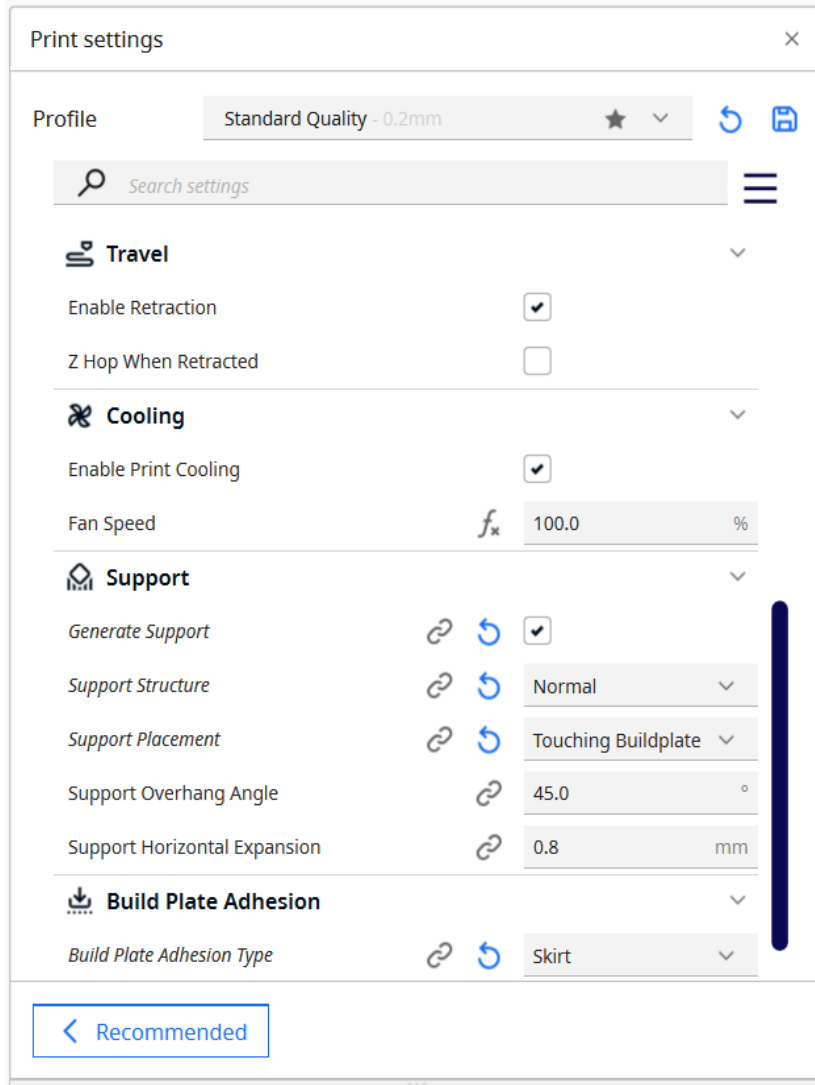 Print settings
Profile Standard Quality - 0.2mm
Search settings
Travel
Enable Retraction
Z Hop When Retracted
Cooling
Enable Print Cooling
Fan Speed 100.0 %
Support
Generate Support
Support Structure Normal
Support Placement Touching Buildplate
Support Overhang Angle 45.0 °
Support Horizontal Expansion 0.8 mm
Build Plate Adhesion
Build Plate Adhesion Type Skirt
Recommended